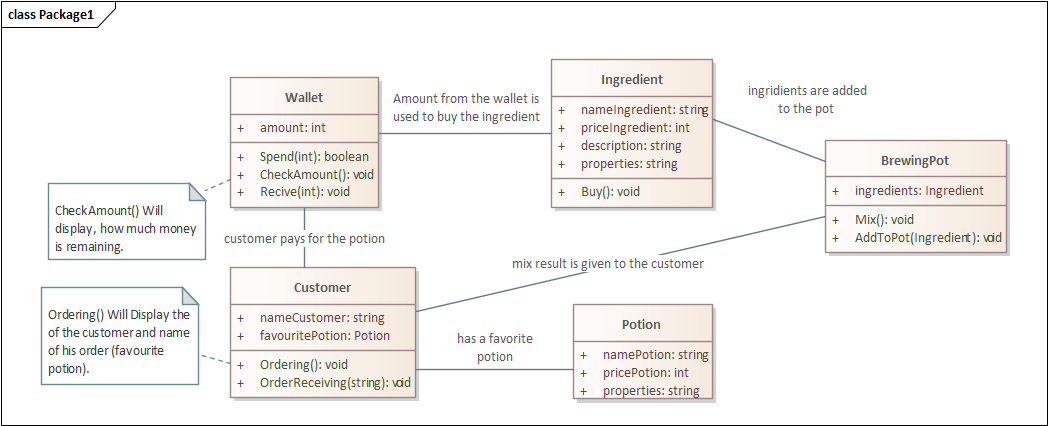 class Package1
Wallet
+ amount: int
+ Spend(int): boolean
+ CheckAmount(): void
+ Recive(int): void
Amount from the wallet is
used to buy the ingredient
Ingredient
+ nameIngredient: string
+ priceIngredient: int
+ description: string
+ properties: string
+ Buy(): void
ingridients are added
to the pot
BrewingPot
+ ingredients: Ingredient
+ Mix(): void
+ AddToPot(Ingredient): void
CheckAmount() Will
display, how much money
is remaining.
customer pays for the potion
mix result is given to the customer
Ordering() Will Display the
of the customer and name
of his order (favourite
potion).
Customer
+ nameCustomer: string
+ favouritePotion: Potion
+ Ordering(): void
+ OrderReceiving(string): void
has a favorite
potion
Potion
+ namePotion: string
+ pricePotion: int
+ properties: string